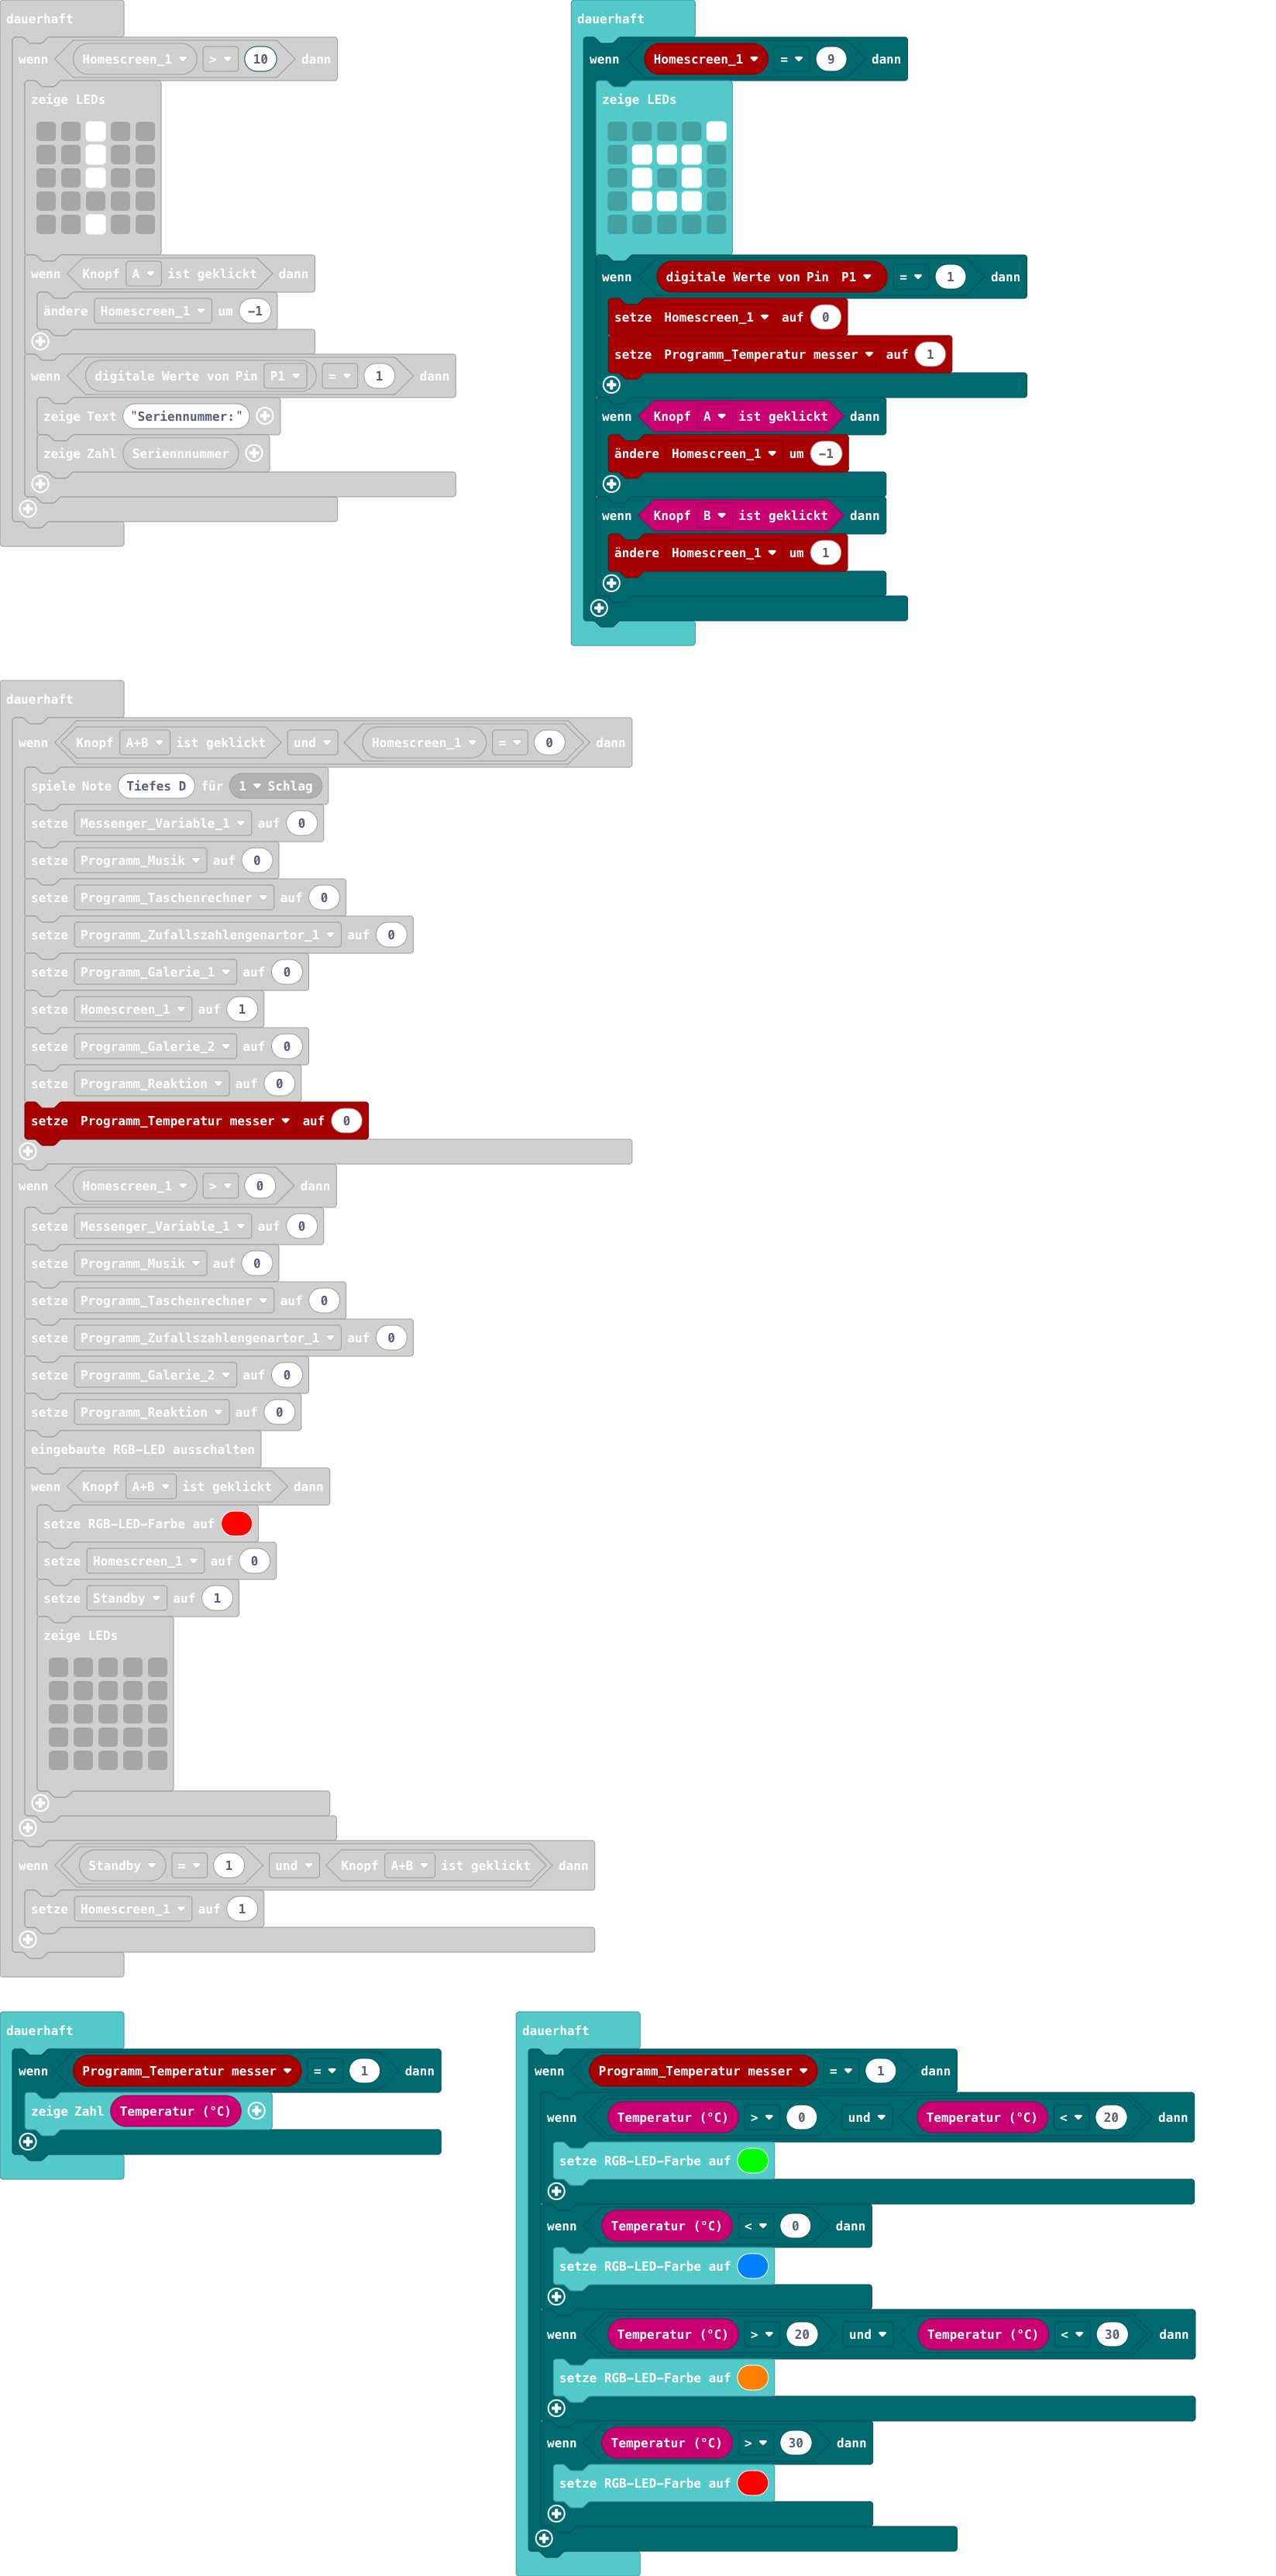 dauerhaft
wenn Homescreen_1 > 10 dann
zeige LEDs
wenn Knopf A ist geklickt dann
ändere Homescreen_1 um -1
wenn digitale Werte von Pin P1 = 1 dann
zeige Text "Seriennummer:"
zeige Zahl Seriennnummer
dauerhaft
wenn Homescreen_1 = 9 dann
zeige LEDs
wenn digitale Werte von Pin P1 = 1 dann
setze Homescreen_1 auf 0
setze Programm_Temperatur messer auf 1
wenn Knopf A ist geklickt dann
ändere Homescreen_1 um -1
wenn Knopf B ist geklickt dann
ändere Homescreen_1 um 1
dauerhaft
wenn Knopf A+B ist geklickt und Homescreen_1 = 0 dann
spiele Note Tiefes D für 1 Schlag
setze Messenger_Variable_1 auf 0
setze Programm_Musik auf 0
setze Programm_Taschenrechner auf 0
setze Programm_Zufallszahlengenartor_1 auf 0
setze Programm_Galerie_1 auf 0
setze Homescreen_1 auf 1
setze Programm_Galerie_2 auf 0
setze Programm_Reaktion auf 0
setze Programm_Temperatur messer auf 0
wenn Homescreen_1 > 0 dann
setze Messenger_Variable_1 auf 0
setze Programm_Musik auf 0
setze Programm_Taschenrechner auf 0
setze Programm_Zufallszahlengenartor_1 auf 0
setze Programm_Galerie_2 auf 0
setze Programm_Reaktion auf 0
eingebaute RGB-LED ausschalten
wenn Knopf A+B ist geklickt dann
setze RGB-LED-Farbe auf
setze Homescreen_1 auf 0
setze Standby auf 1
zeige LEDs
wenn Standby = 1 und Knopf A+B ist geklickt dann
setze Homescreen_1 auf 1
dauerhaft
wenn Programm_Temperatur messer = 1 dann
zeige Zahl Temperatur (°C)
dauerhaft
wenn Programm_Temperatur messer = 1 dann
wenn Temperatur (°C) > 0 und Temperatur (°C) < 20 dann
setze RGB-LED-Farbe auf
wenn Temperatur (°C) < 0 dann
setze RGB-LED-Farbe auf
wenn Temperatur (°C) > 20 und Temperatur (°C) < 30 dann
setze RGB-LED-Farbe auf
wenn Temperatur (°C) > 30 dann
setze RGB-LED-Farbe auf